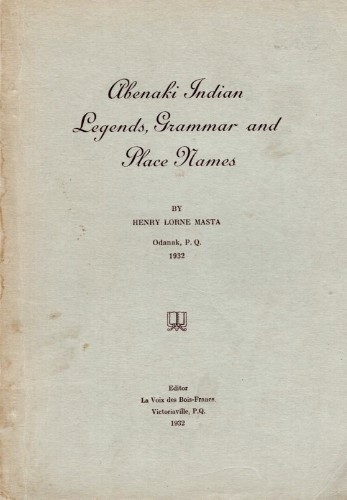 Abenaki Indian
Legends, Grammar and
Place Names
BY
HENRY LORNE MASTA
Odanak, P. Q.
1932
Editor
La Voix des Bois-Francs
Victoriaville, P.Q.
1932